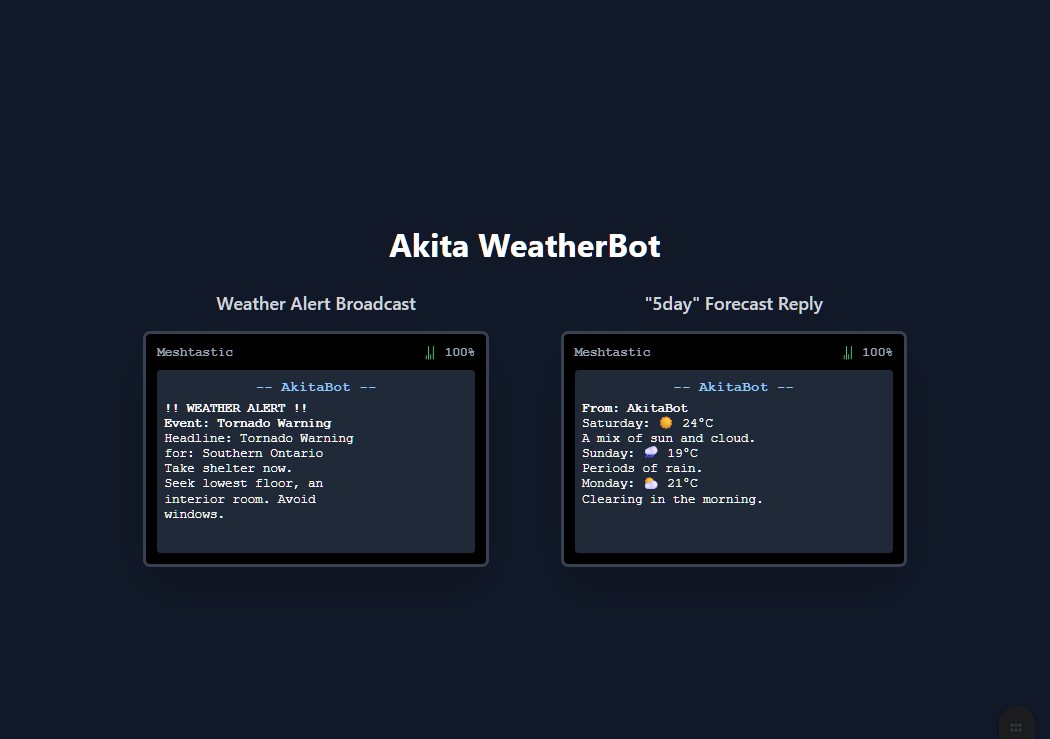 Akita WeatherBot
Weather Alert Broadcast
Meshtastic 100%
-- AkitaBot --
!! WEATHER ALERT !!
Event: Tornado Warning
Headline: Tornado Warning
for: Southern Ontario
Take shelter now.
Seek lowest floor, an
interior room. Avoid
windows.
"5day" Forecast Reply
Meshtastic 100%
-- AkitaBot --
From: AkitaBot
Saturday: ☀️ 24°C
A mix of sun and cloud.
Sunday: 🌧️ 19°C
Periods of rain.
Monday: 🌥️ 21°C
Clearing in the morning.